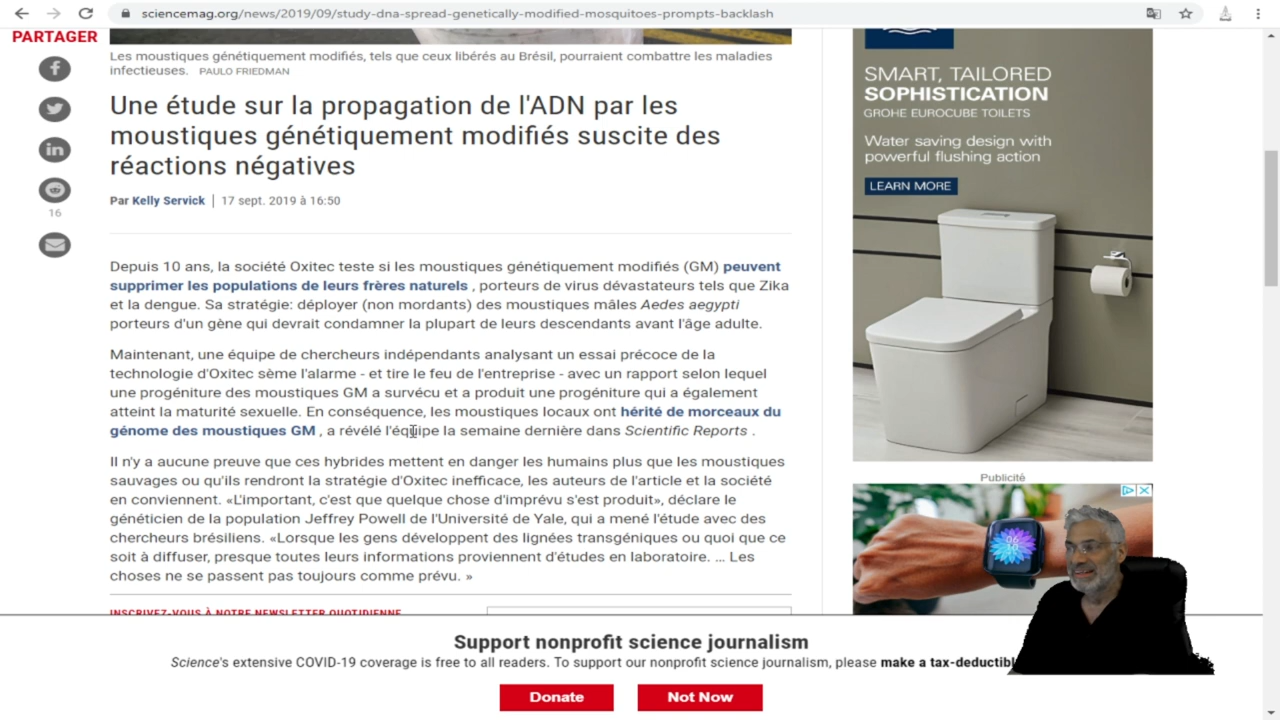 sciencemag.org/news/2019/09/study-dna-spread-genetically-modified-mosquitoes-prompts-backlash
PARTAGER
16
Les moustiques génétiquement modifiés, tels que ceux libérés au Brésil, pourraient combattre les maladies
infectieuses. PAULO FRIEDMAN
Une étude sur la propagation de l'ADN par les
moustiques génétiquement modifiés suscite des
réactions négatives
Par Kelly Servick | 17 sept. 2019 à 16:50
Depuis 10 ans, la société Oxitec teste si les moustiques génétiquement modifiés (GM) peuvent
supprimer les populations de leurs frères naturels , porteurs de virus dévastateurs tels que Zika
et la dengue. Sa stratégie: déployer (non mordants) des moustiques mâles Aedes aegypti
porteurs d'un gène qui devrait condamner la plupart de leurs descendants avant l'âge adulte.
Maintenant, une équipe de chercheurs indépendants analysant un essai précoce de la
technologie d'Oxitec sème l'alarme - et tire le feu de l'entreprise - avec un rapport selon lequel
une progéniture des moustiques GM a survécu et a produit une progéniture qui a également
atteint la maturité sexuelle. En conséquence, les moustiques locaux ont hérité de morceaux du
génome des moustiques GM , a révélé l'équipe la semaine dernière dans Scientific Reports .
Il n'y a aucune preuve que ces hybrides mettent en danger les humains plus que les moustiques
sauvages ou qu'ils rendront la stratégie d'Oxitec inefficace, les auteurs de l'article et la société
en conviennent. «L'important, c'est que quelque chose d'imprévu s'est produit», déclare le
généticien de la population Jeffrey Powell de l'Université de Yale, qui a mené l'étude avec des
chercheurs brésiliens. «Lorsque les gens développent des lignées transgéniques ou quoi que ce
soit à diffuser, presque toutes leurs informations proviennent d'études en laboratoire. ... Les
choses ne se passent pas toujours comme prévu. »
INSCRIVEZ-VOUS À NOTRE NEWSLETTER QUOTIDIENNE
SMART, TAILORED
SOPHISTICATION
GROHE EUROCUBE TOILETS
Water saving design with
powerful flushing action
LEARN MORE
Publicité
Support nonprofit science journalism
Science's extensive COVID-19 coverage is free to all readers. To support our nonprofit science journalism, please make a tax-deductibl
Donate
Not Now